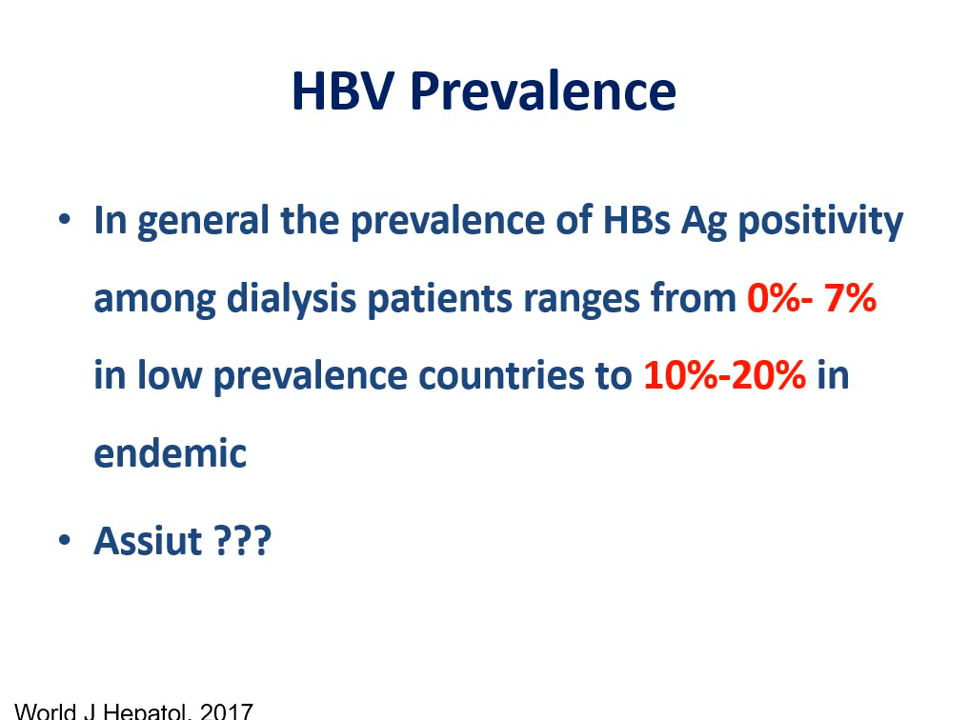 HBV Prevalence
• In general the prevalence of HBs Ag positivity
among dialysis patients ranges from 0%- 7%
in low prevalence countries to 10%-20% in
endemic
• Assiut ???
World J Hepatol. 2017